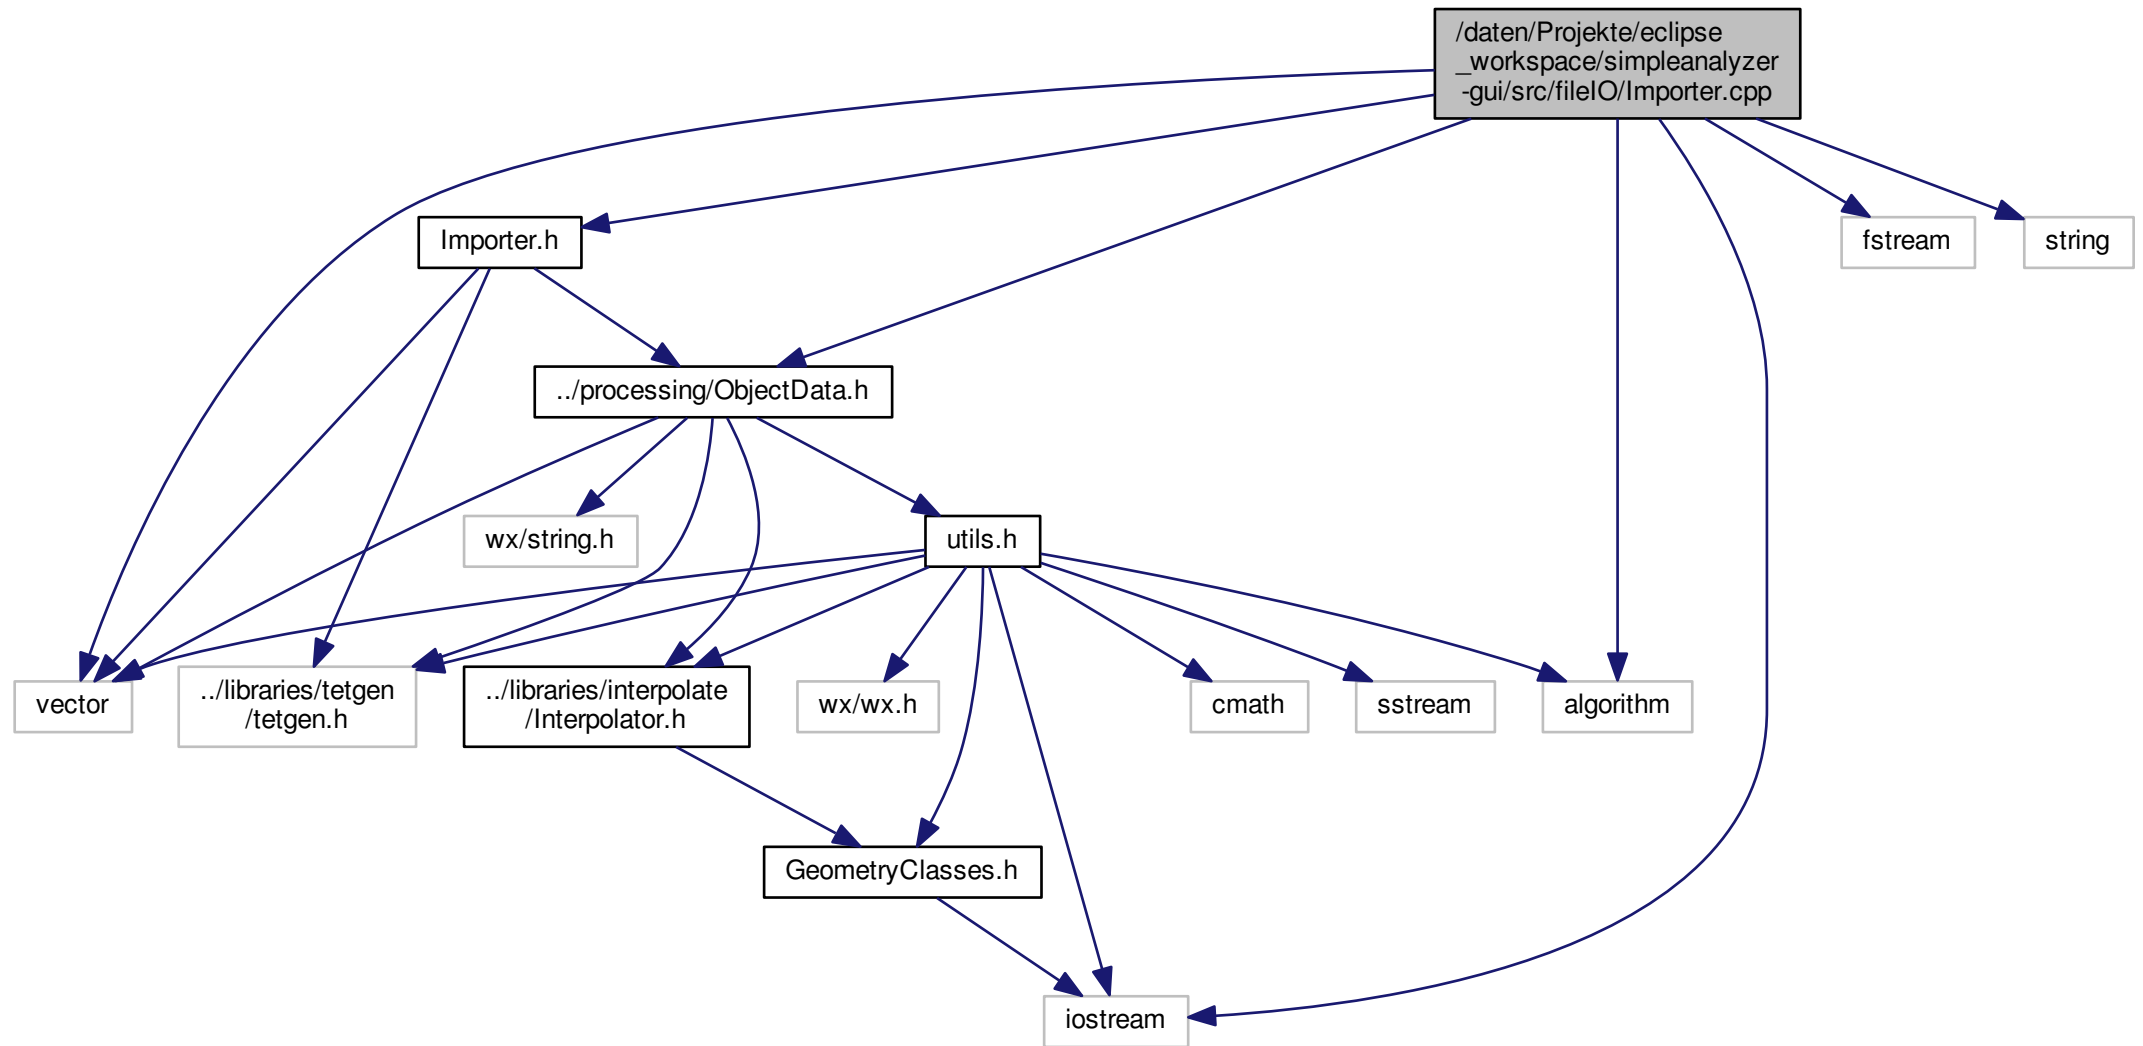 /daten/Projekte/eclipse
_workspace/simpleanalyzer
-gui/src/fileIO/Importer.cpp
Importer.h
fstream
string
../processing/ObjectData.h
wx/string.h
utils.h
vector
../libraries/tetgen
/tetgen.h
../libraries/interpolate
/Interpolator.h
wx/wx.h
cmath
sstream
algorithm
GeometryClasses.h
iostream